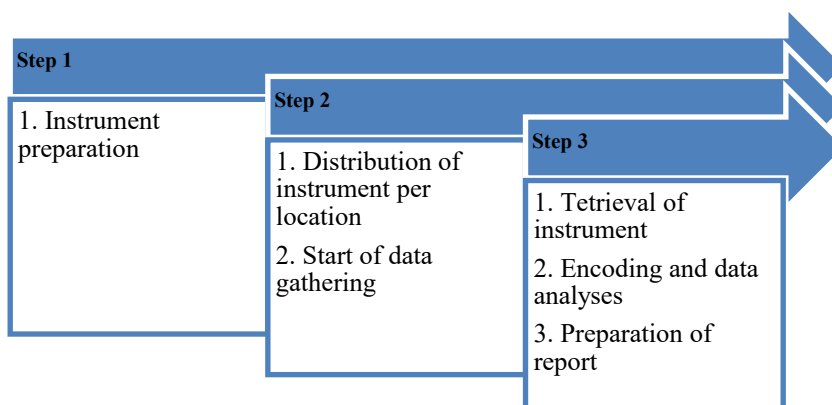 Step 1
1. Instrument
preparation
Step 2
1. Distribution of
instrument per
location
2. Start of data
gathering
Step 3
1. Tetrieval of
instrument
2. Encoding and data
analyses
3. Preparation of
report